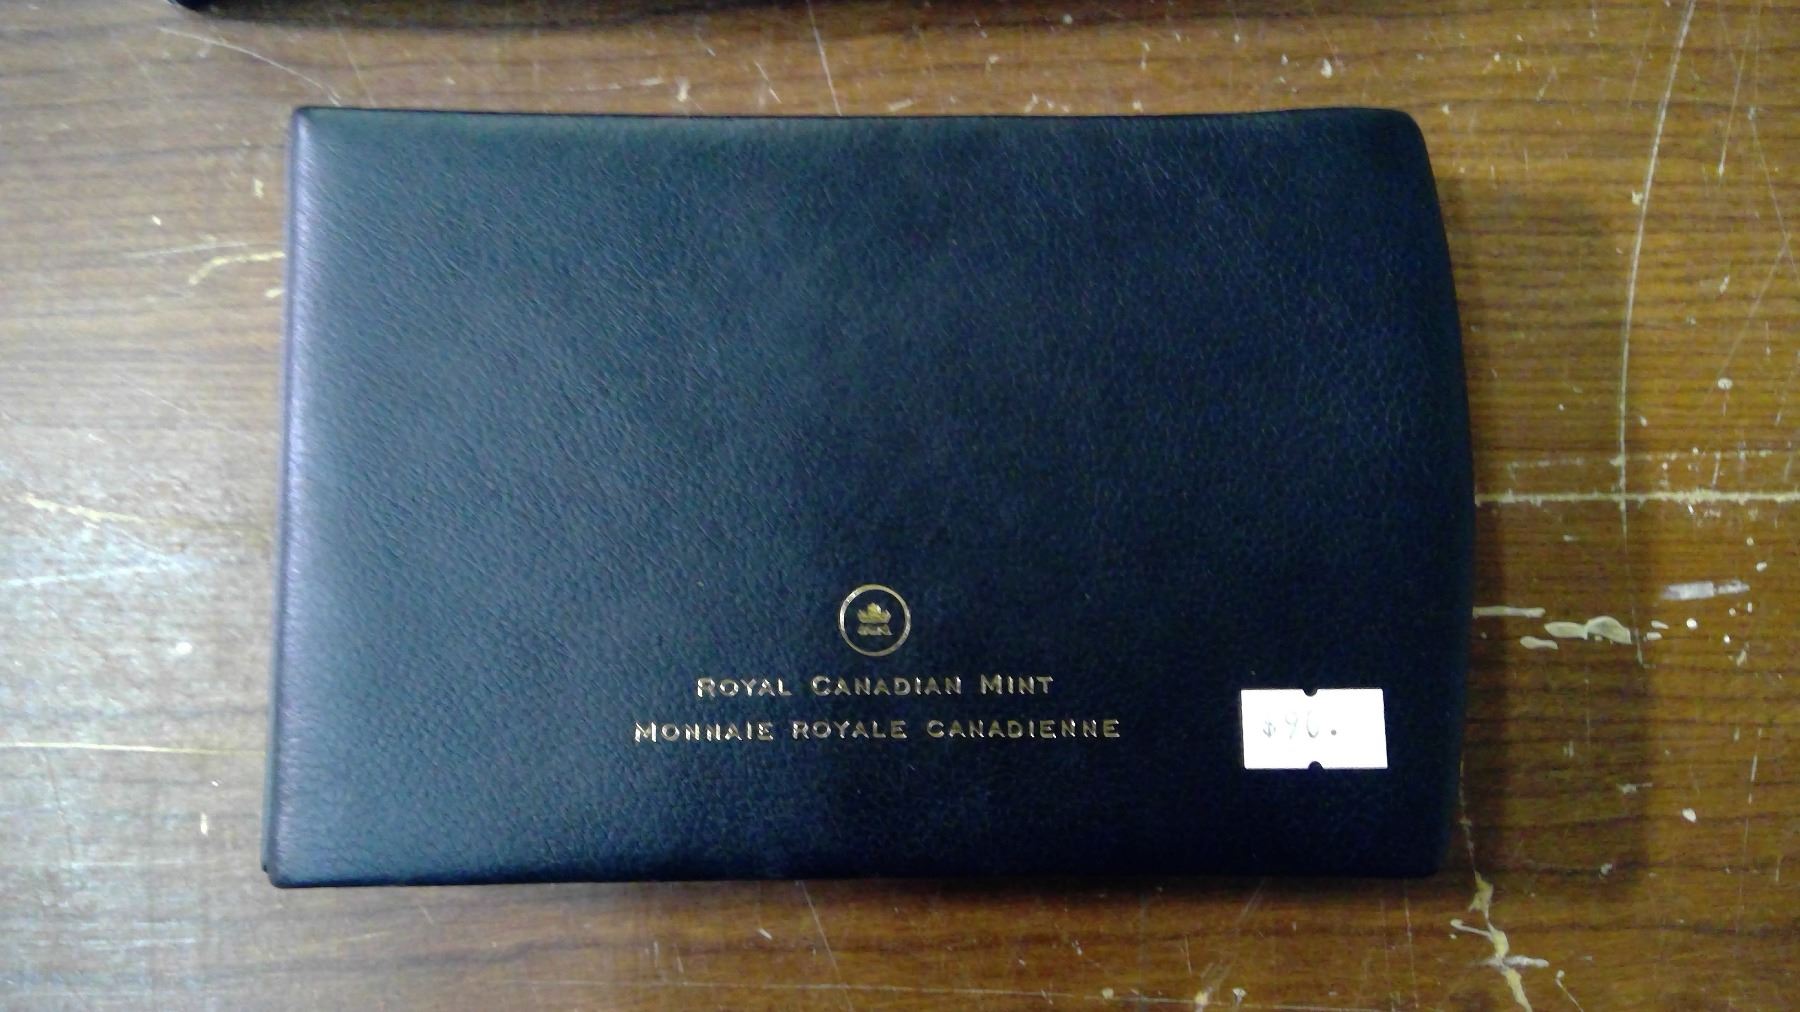 ROYAL CANADIAN MINT
MONNAIE ROYALE CANADIENNE
$90.